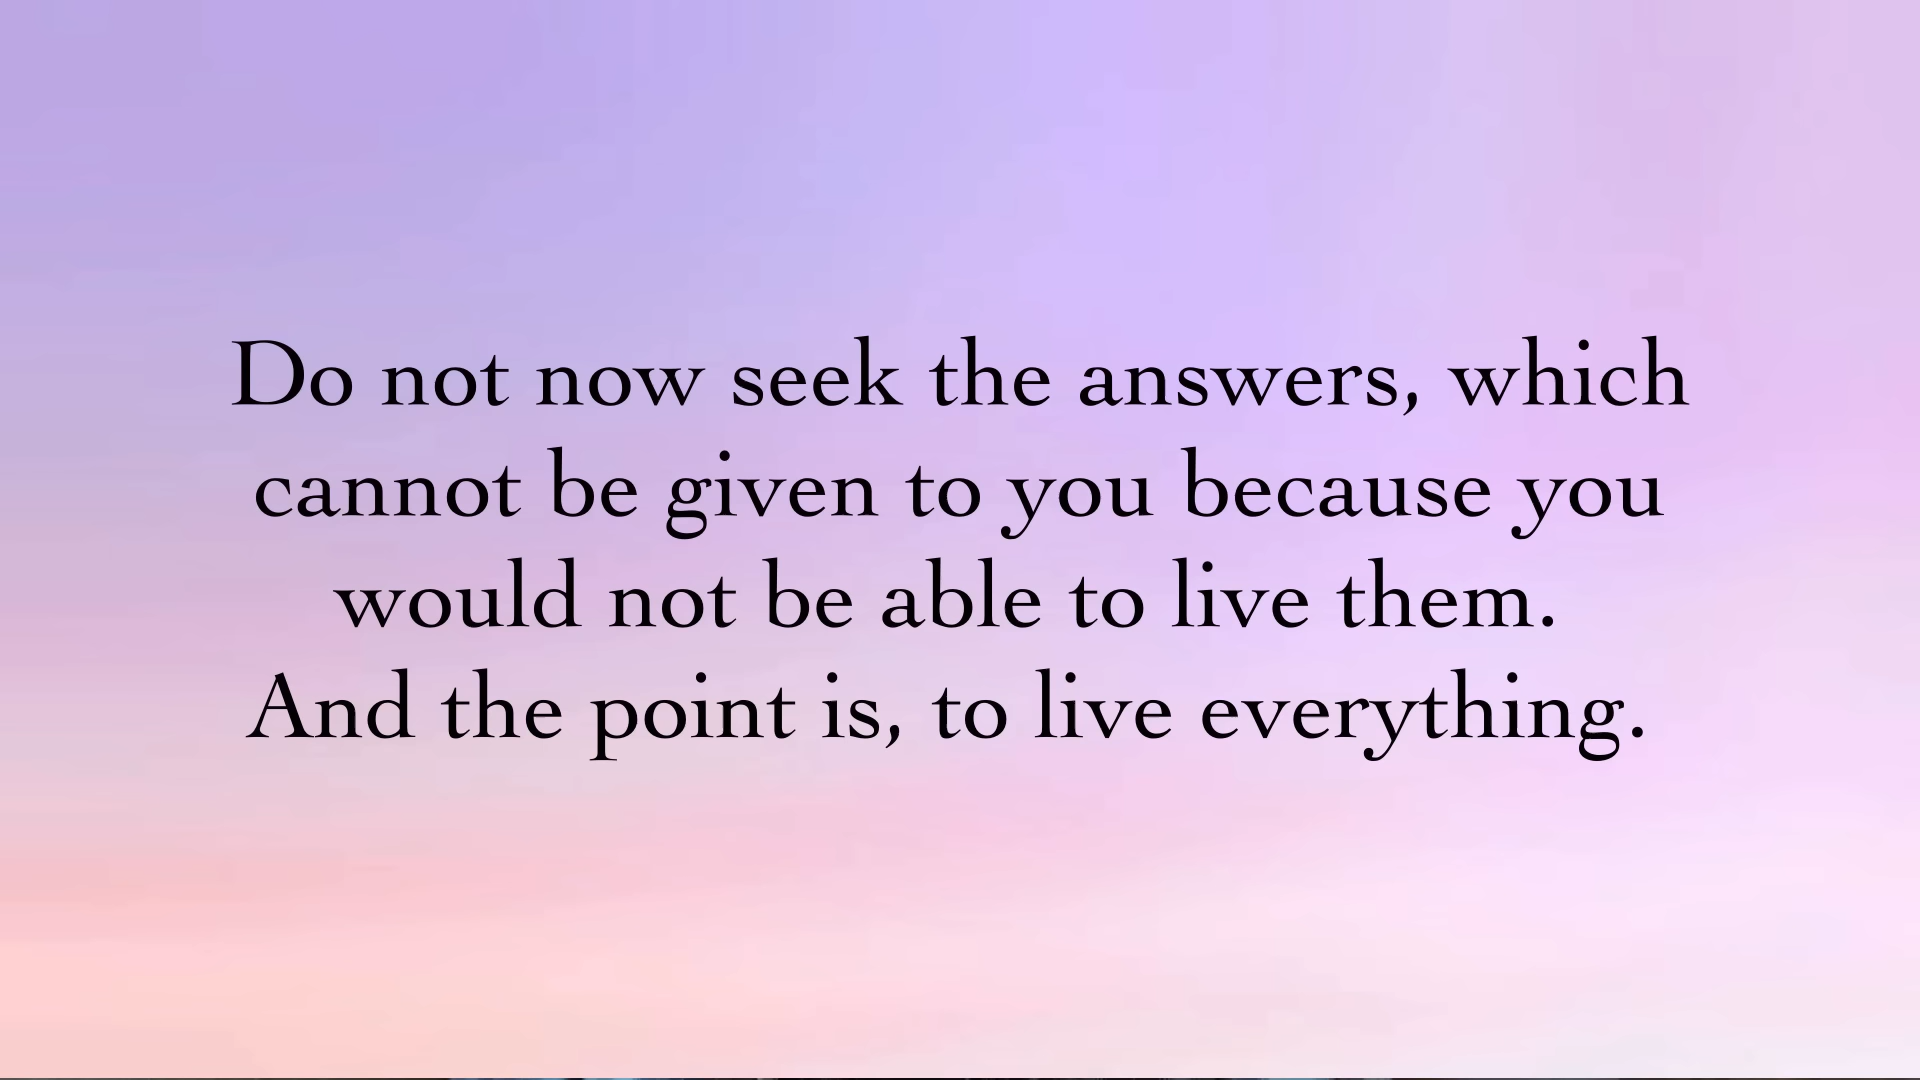 Do not now seek the answers, which
cannot be given to you because you
would not be able to live them.
And the point is, to live everything.